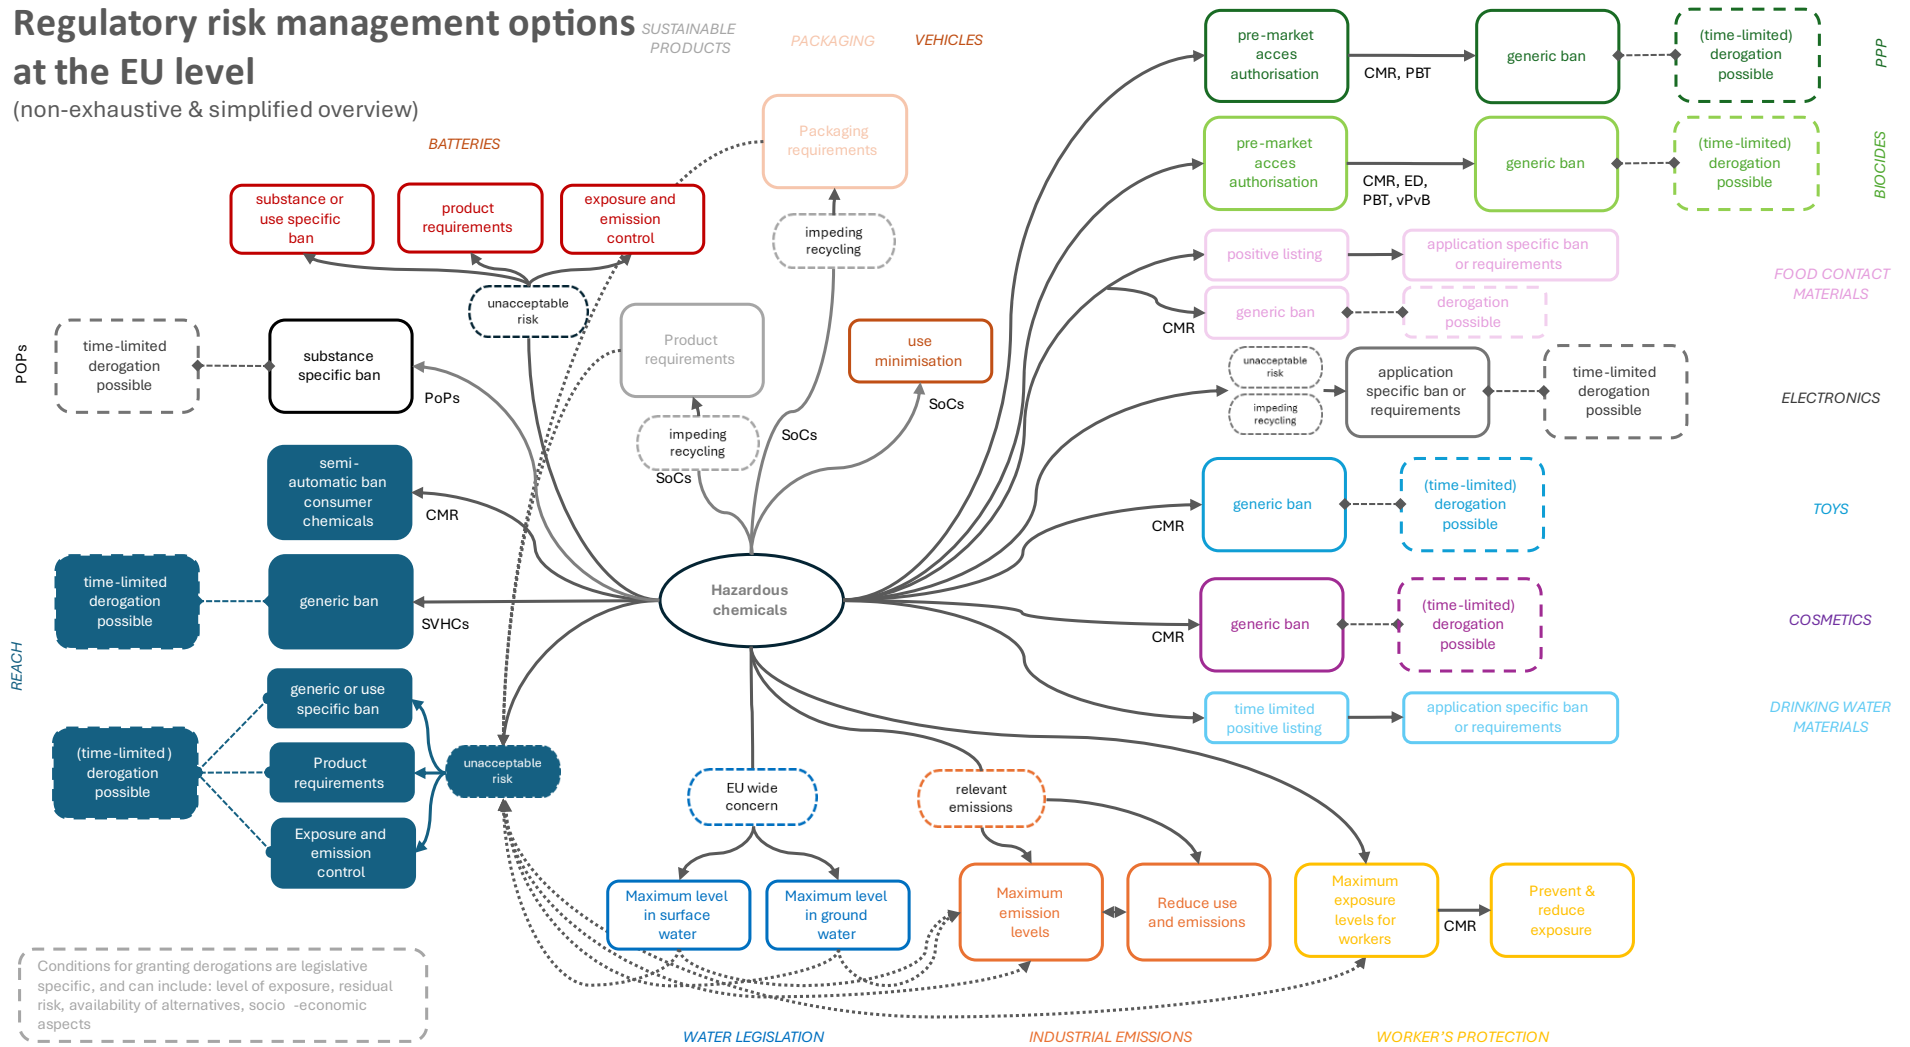 Regulatory risk management options
at the EU level
(non-exhaustive & simplified overview)
SUSTAINABLE
PRODUCTS
PACKAGING
VEHICLES
BATTERIES
substance or
use specific
ban
product
requirements
exposure and
emission
control
Packaging
requirements
impeding
recycling
unacceptable
risk
Product
requirements
use
minimisation
impeding
recycling
SoCs
SoCs
SoCs
POPs
time-limited
derogation
possible
substance
specific ban
PoPs
semi-
automatic ban
consumer
chemicals
CMR
time-limited
derogation
possible
generic ban
SVHCs
REACH
generic or use
specific ban
(time-limited )
derogation
possible
Product
requirements
unacceptable
risk
Exposure and
emission
control
Hazardous
chemicals
pre-market
acces
authorisation
CMR, PBT
generic ban
(time-limited)
derogation
possible
PPP
pre-market
acces
authorisation
CMR, ED,
PBT, vPvB
generic ban
(time-limited)
derogation
possible
BIOCIDES
positive listing
application specific ban
or requirements
CMR
generic ban
derogation
possible
FOOD CONTACT
MATERIALS
unacceptable
risk
impeding
recycling
application
specific ban or
requirements
time-limited
derogation
possible
ELECTRONICS
CMR
generic ban
(time-limited)
derogation
possible
TOYS
CMR
generic ban
(time-limited)
derogation
possible
COSMETICS
time limited
positive listing
application specific ban
or requirements
DRINKING WATER
MATERIALS
EU wide
concern
relevant
emissions
Maximum level
in surface
water
Maximum level
in ground
water
Maximum
emission
levels
Reduce use
and emissions
Maximum
exposure
levels for
workers
CMR
Prevent &
reduce
exposure
Conditions for granting derogations are legislative
specific, and can include: level of exposure, residual
risk, availability of alternatives, socio -economic
aspects
WATER LEGISLATION
INDUSTRIAL EMISSIONS
WORKER'S PROTECTION